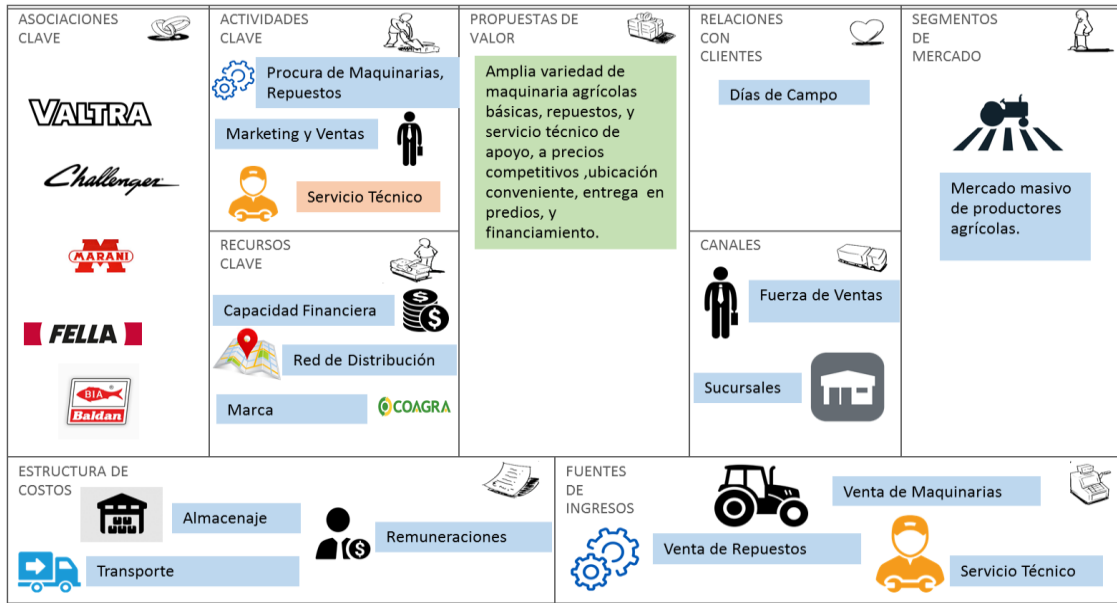 ASOCIACIONES
CLAVE
VALTRA
Challenger
MARANI
FELLA
BIA
Baldan
ACTIVIDADES
CLAVE
Procura de Maquinarias,
Repuestos
Marketing y Ventas
Servicio Técnico
RECURSOS
CLAVE
Capacidad Financiera
Red de Distribución
Marca
COAGRA
PROPUESTAS DE
VALOR
Amplia variedad de
maquinaria agrícolas
básicas, repuestos, y
servicio técnico de
apoyo, a precios
competitivos ,ubicación
conveniente, entrega en
predios, y
financiamiento.
RELACIONES
CON
CLIENTES
Días de Campo
CANALES
Fuerza de Ventas
Sucursales
SEGMENTOS
DE
MERCADO
Mercado masivo
de productores
agrícolas.
ESTRUCTURA DE
COSTOS
Almacenaje
Remuneraciones
Transporte
FUENTES
DE
INGRESOS
Venta de Maquinarias
Venta de Repuestos
Servicio Técnico